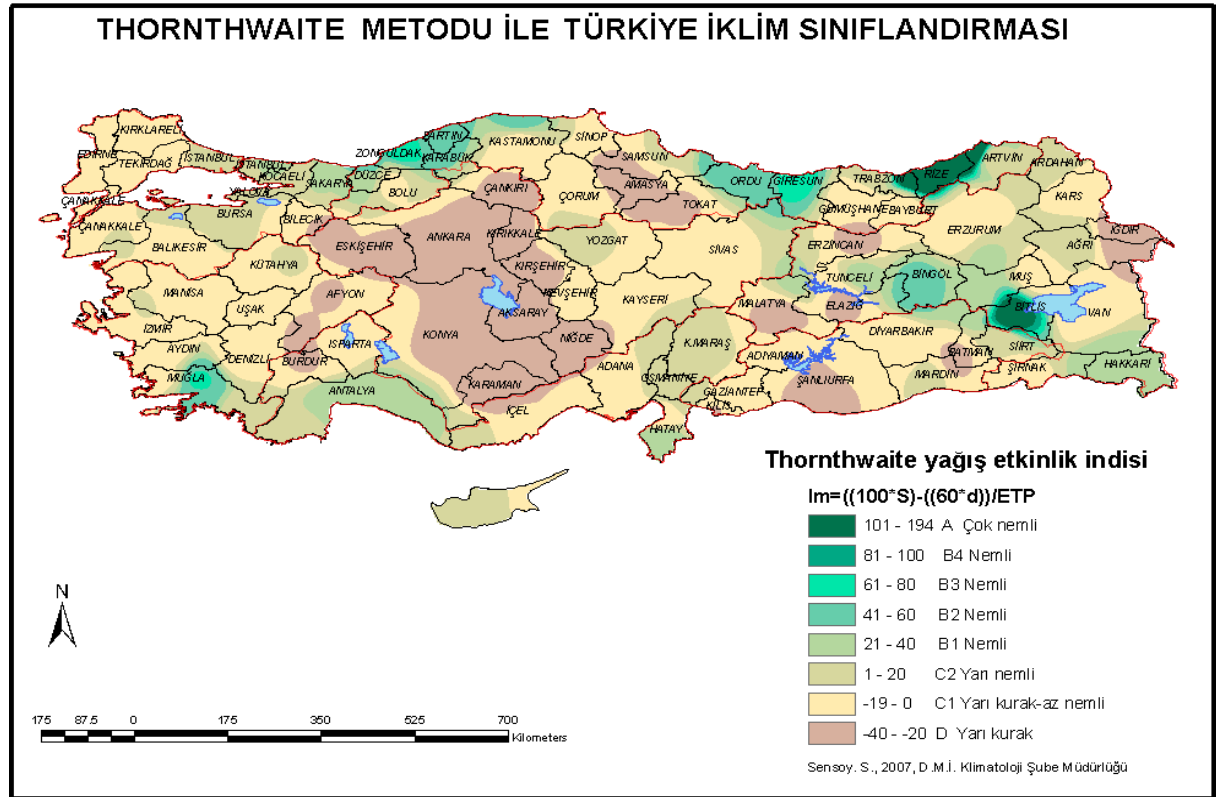 THORNTHWAITE METODU İLE TÜRKİYE İKLİM SINIFLANDIRMASI
KIRKLARELİ
EDİRNE
TEKİRDAĞ
İSTANBUL
İSTANBUL
KOCAELİ
YALOVA
SAKARYA
DÜZCE
ZONGULDAK
BARTIN
KARABÜK
KASTAMONU
SİNOP
SAMSUN
ORDU
GİRESUN
TRABZON
RİZE
ARTVİN
ARDAHAN
ÇANAKKALE
ÇANAKKALE
BURSA
BİLECİK
BOLU
ÇANKIRI
ÇORUM
AMASYA
TOKAT
GÜMÜŞHANE
BAYBURT
KARS
BALIKESİR
KÜTAHYA
ESKİŞEHİR
ANKARA
KIRIKKALE
YOZGAT
SİVAS
ERZİNCAN
ERZURUM
AĞRI
IĞDIR
MANİSA
UŞAK
AFYON
KIRŞEHİR
NEVŞEHİR
KAYSERİ
MALATYA
TUNCELİ
ELAZIĞ
BİNGÖL
MUŞ
BİTLİS
VAN
İZMİR
AYDIN
DENİZLİ
BURDUR
ISPARTA
KONYA
AKSARAY
NİĞDE
K.MARAŞ
ADIYAMAN
DİYARBAKIR
BATMAN
SİİRT
ŞIRNAK
HAKKARİ
MUĞLA
ANTALYA
KARAMAN
İÇEL
ADANA
OSMANİYE
GAZİANTEP
KİLİS
ŞANLIURFA
MARDİN
HATAY
Thornthwaite yağış etkinlik indisi
Im=((100*S)-((60*d))/ETP
101 - 194 A Çok nemli
81 - 100 B4 Nemli
61 - 80 B3 Nemli
41 - 60 B2 Nemli
21 - 40 B1 Nemli
1 - 20 C2 Yarı nemli
-19 - 0 C1 Yarı kurak-az nemli
-40 - -20 D Yarı kurak
Sensoy. S., 2007, D.M.İ. Klimatoloji Şube Müdürlüğü
N
175 87.5 0 175 350 525 700
Kilometers